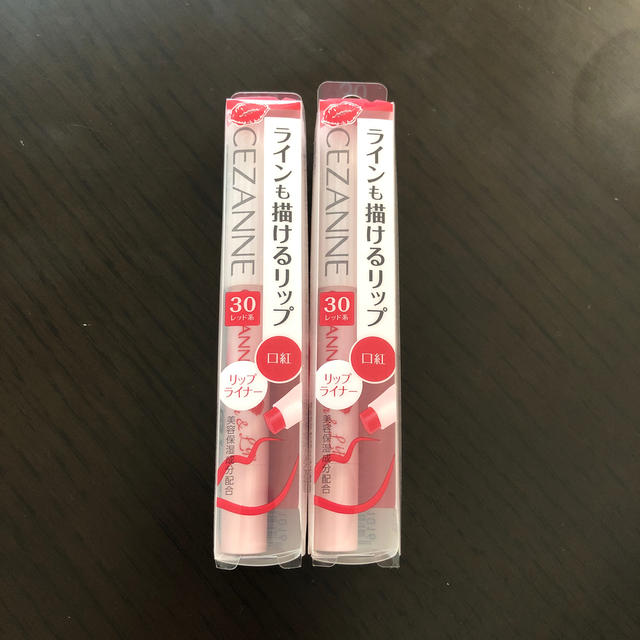 CEZANNE
ラインも描けるリップ
30
レッド系
口紅
リップ
ライナー
美容保湿成分配合
CEZANNE
ラインも描けるリップ
30
レッド系
口紅
リップ
ライナー
美容保湿成分配合